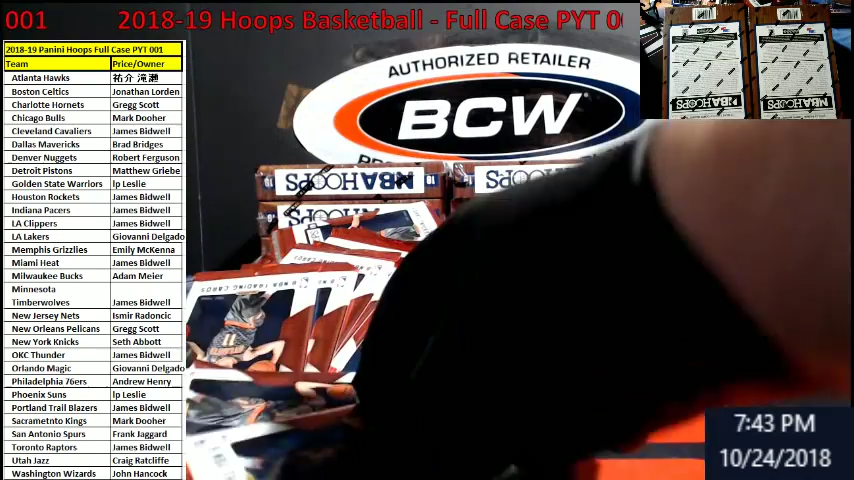 001
2018-19 Hoops Basketball - Full Case PYT 0
2018-19 Panini Hoops Full Case PYT 001
Team Price/Owner
Atlanta Hawks 祐介 滝瀬
Boston Celtics Jonathan Lorden
Charlotte Hornets Gregg Scott
Chicago Bulls Mark Dooher
Cleveland Cavaliers James Bidwell
Dallas Mavericks Brad Bridges
Denver Nuggets Robert Ferguson
Detroit Pistons Matthew Griebe
Golden State Warriors lp Leslie
Houston Rockets James Bidwell
Indiana Pacers James Bidwell
LA Clippers James Bidwell
LA Lakers Giovanni Delgado
Memphis Grizzlies Emily McKenna
Miami Heat James Bidwell
Milwaukee Bucks Adam Meier
Minnesota
Timberwolves James Bidwell
New Jersey Nets Ismir Radoncic
New Orleans Pelicans Gregg Scott
New York Knicks Seth Abbott
OKC Thunder James Bidwell
Orlando Magic Giovanni Delgado
Philadelphia 76ers Andrew Henry
Phoenix Suns lp Leslie
Portland Trail Blazers James Bidwell
Sacrametnto Kings Mark Dooher
San Antonio Spurs Frank Jaggard
Toronto Raptors James Bidwell
Utah Jazz Craig Ratcliffe
Washington Wizards John Hancock
AUTHORIZED RETAILER
BCW
NBA HOOPS
NBA HOOPS
NBA HOOPS
NBA HOOPS
TRADING CARDS
7:43 PM
10/24/2018